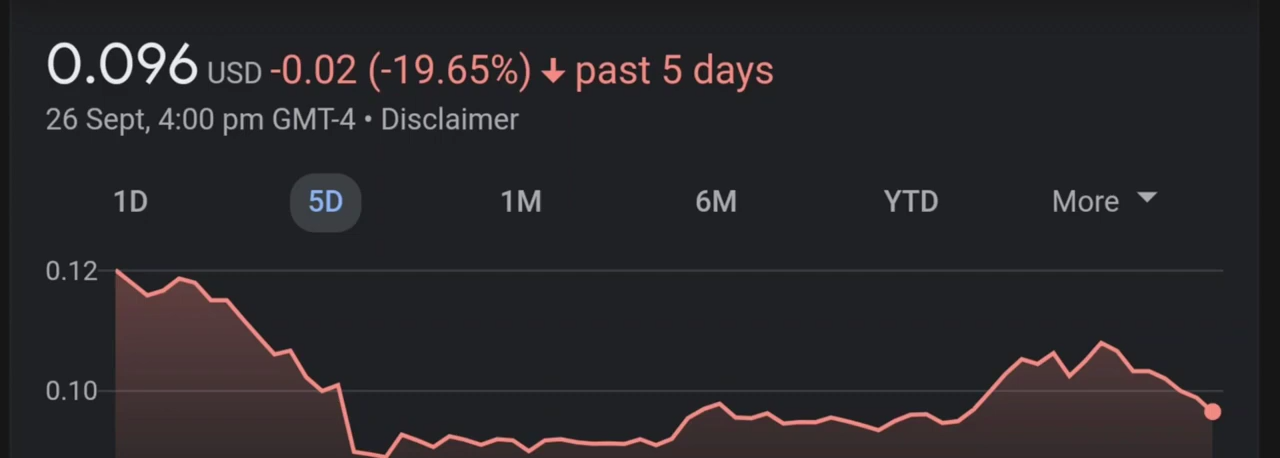 0.096 USD -0.02 (-19.65%) ↓ past 5 days
26 Sept, 4:00 pm GMT-4 • Disclaimer
1D 5D 1M 6M YTD More
0.12
0.10